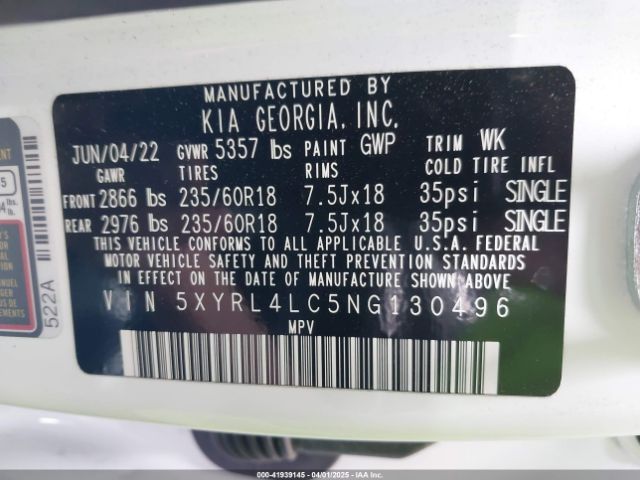 MANUFACTURED BY
KIA GEORGIA, INC.
JUN/04/22 GVWR 5357 lbs PAINT GWP TRIM WK
GAWR TIRES RIMS COLD TIRE INFL
FRONT 2866 lbs 235/60R18 7.5Jx18 35psi SINGLE
REAR 2976 lbs 235/60R18 7.5Jx18 35psi SINGLE
THIS VEHICLE CONFORMS TO ALL APPLICABLE U.S.A. FEDERAL
MOTOR VEHICLE SAFETY AND THEFT PREVENTION STANDARDS
IN EFFECT ON THE DATE OF MANUFACTURE SHOWN ABOVE.
VIN 5XYRL4LC5NG130496
MPV
522A
000-41939145 - 04/01/2025 - IAAI Corporate